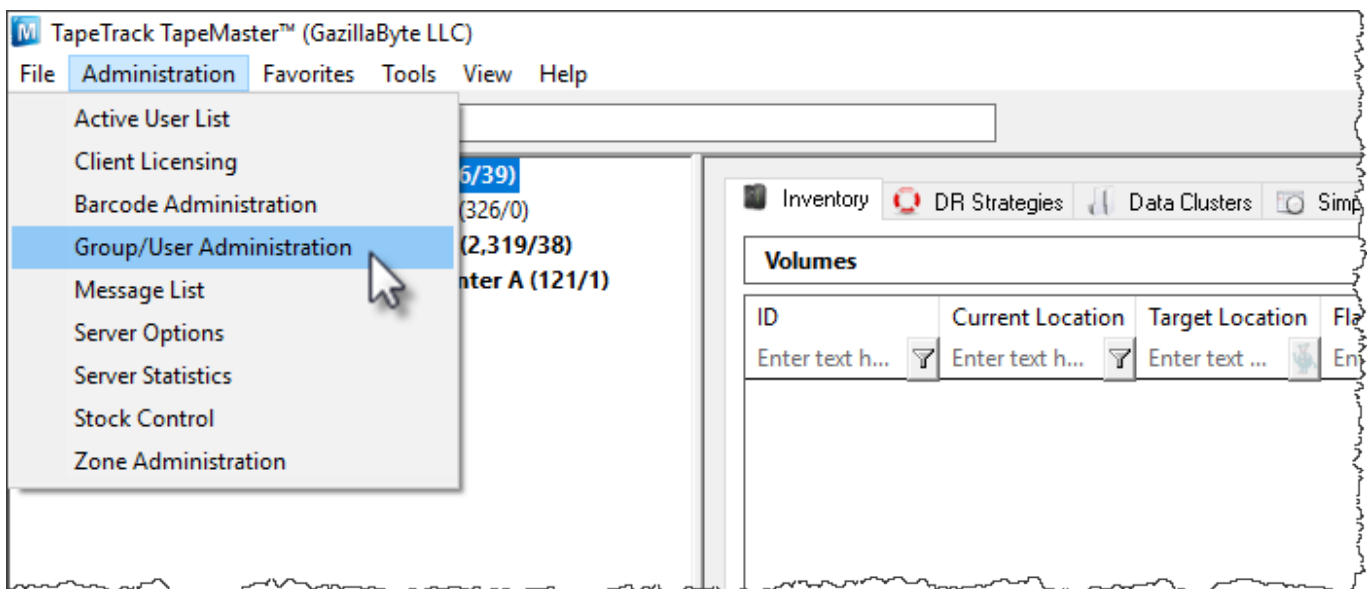 TapeTrack TapeMaster™ (GazillaByte LLC)
File Administration Favorites Tools View Help
Active User List
Client Licensing
Barcode Administration
Group/User Administration
Message List
Server Options
Server Statistics
Stock Control
Zone Administration
6/39)
(326/0)
(2,319/38)
nter A (121/1)
Inventory DR Strategies Data Clusters Simp
Volumes
ID Current Location Target Location Fla
Enter text h... Enter text h... Enter text ... En